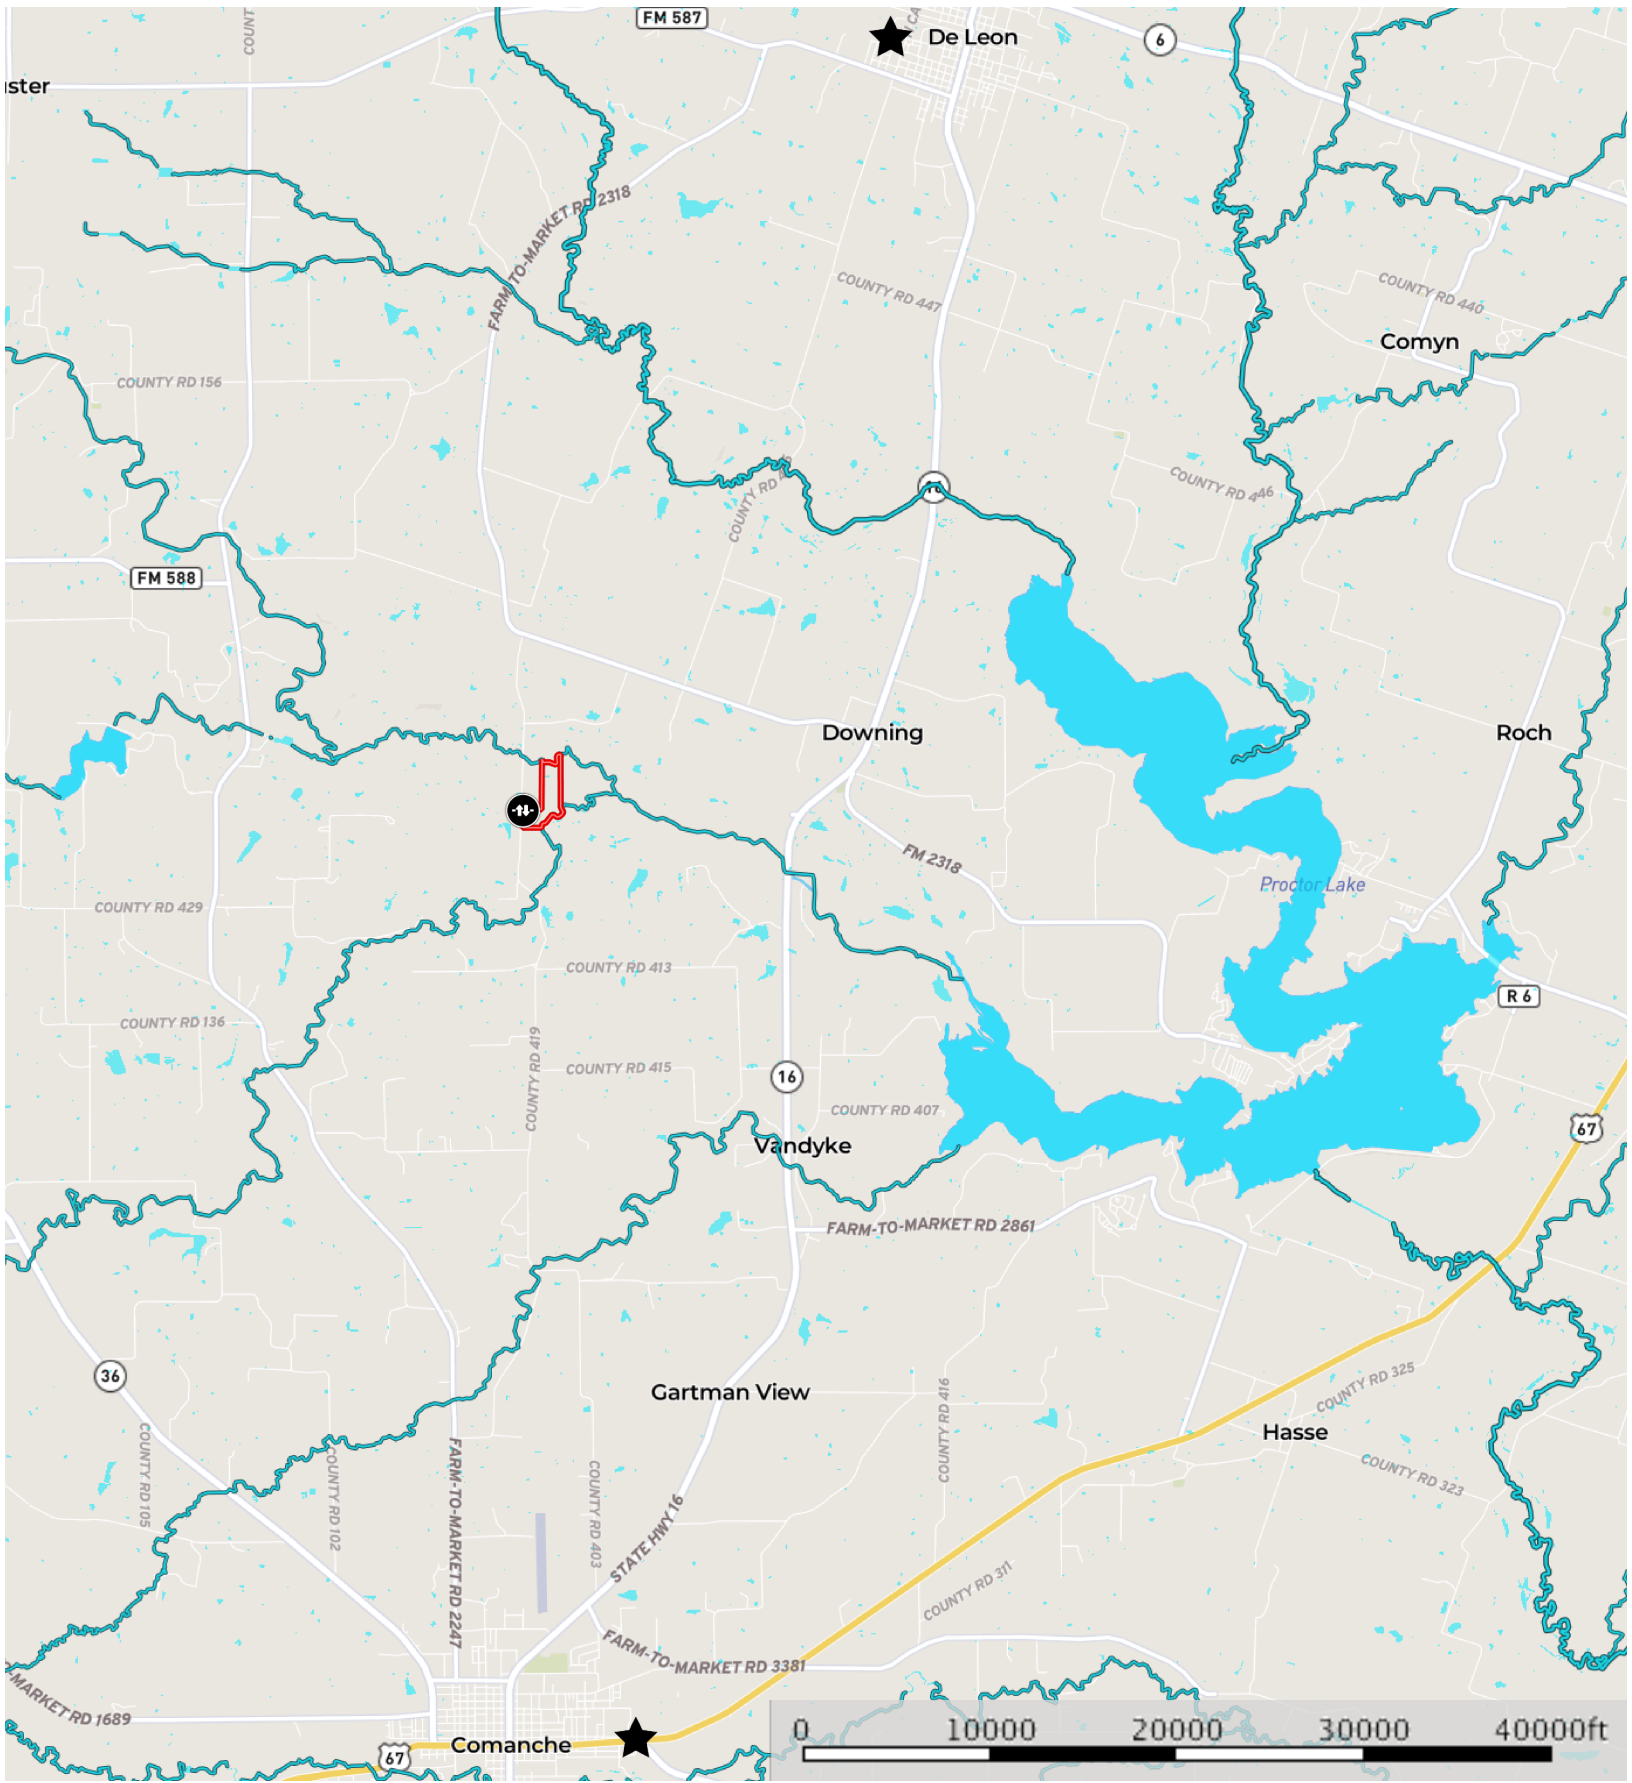 FM 587
De Leon
6
COUNT
CA
ster
FARM-TO-MARKET RD 2318
COUNTY RD 447
COUNTY RD 440
Comyn
COUNTY RD 156
COUNTY RD
COUNTY RD 446
16
FM 588
Downing
Roch
FM 2318
Proctor Lake
COUNTY RD 429
COUNTY RD 413
R 6
COUNTY RD 136
COUNTY RD 419
COUNTY RD 415
16
COUNTY RD 407
67
Vandyke
FARM-TO-MARKET RD 2861
36
Gartman View
COUNTY RD 416
COUNTY RD 325
Hasse
COUNTY RD 105
COUNTY RD 102
FARM-TO-MARKET RD 2247
COUNTY RD 403
STATE HWY 16
COUNTY RD 323
COUNTY RD 311
FARM-TO-MARKET RD 3381
O-MARKET RD 1689
Comanche
67
0 10000 20000 30000 40000ft